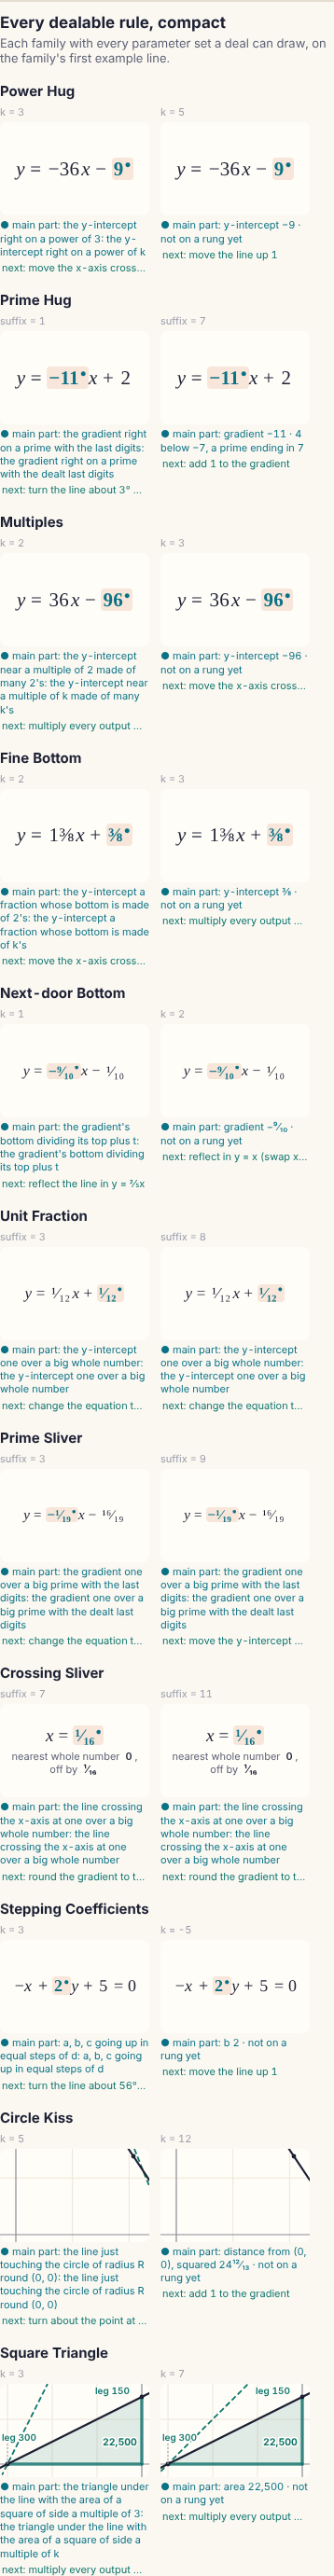 Every dealable rule, compact
Each family with every parameter set a deal can draw, on
the family's first example line.
Power Hug
k = 3
k = 5
y = −36x − 9•
y = −36x − 9•
● main part: the y-intercept
right on a power of 3: the y-
intercept right on a power of k
next: move the x-axis cross…
● main part: y-intercept −9 ·
not on a rung yet
next: move the line up 1
Prime Hug
suffix = 1
suffix = 7
y = −11•x + 2
y = −11•x + 2
● main part: the gradient right
on a prime with the last digits:
the gradient right on a prime
with the dealt last digits
next: turn the line about 3° …
● main part: gradient −11 · 4
below −7, a prime ending in 7
next: add 1 to the gradient
Multiples
k = 2
k = 3
y = 36x − 96•
y = 36x − 96•
● main part: the y-intercept
near a multiple of 2 made of
many 2's: the y-intercept near
a multiple of k made of many
k's
next: multiply every output …
● main part: y-intercept −96 ·
not on a rung yet
next: move the x-axis cross…
Fine Bottom
k = 2
k = 3
y = 1⅜x + ⅜•
y = 1⅜x + ⅜•
● main part: the y-intercept a
fraction whose bottom is made
of 2's: the y-intercept a
fraction whose bottom is made
of k's
next: move the x-axis cross…
● main part: y-intercept ⅜ ·
not on a rung yet
next: multiply every output …
Next-door Bottom
k = 1
k = 2
y = −⁹⁄₁₀•x − ¹⁄₁₀
y = −⁹⁄₁₀•x − ¹⁄₁₀
● main part: the gradient's
bottom dividing its top plus t:
the gradient's bottom dividing
its top plus t
next: reflect the line in y = ⅖x
● main part: gradient −⁹⁄₁₀ ·
not on a rung yet
next: reflect in y = x (swap x…
Unit Fraction
suffix = 3
suffix = 8
y = ¹⁄₁₂x + ¹⁄₁₂•
y = ¹⁄₁₂x + ¹⁄₁₂•
● main part: the y-intercept
one over a big whole number:
the y-intercept one over a big
whole number
next: change the equation t…
● main part: the y-intercept
one over a big whole number:
the y-intercept one over a big
whole number
next: change the equation t…
Prime Sliver
suffix = 3
suffix = 9
y = −¹⁄₁₉•x − ¹⁶⁄₁₉
y = −¹⁄₁₉•x − ¹⁶⁄₁₉
● main part: the gradient one
over a big prime with the last
digits: the gradient one over a
big prime with the dealt last
digits
next: change the equation t…
● main part: the gradient one
over a big prime with the last
digits: the gradient one over a
big prime with the dealt last
digits
next: move the y-intercept …
Crossing Sliver
suffix = 7
suffix = 11
x = ¹⁄₁₆•
nearest whole number 0 ,
off by ¹⁄₁₆
x = ¹⁄₁₆•
nearest whole number 0 ,
off by ¹⁄₁₆
● main part: the line crossing
the x-axis at one over a big
whole number: the line
crossing the x-axis at one
over a big whole number
next: round the gradient to t…
● main part: the line crossing
the x-axis at one over a big
whole number: the line
crossing the x-axis at one
over a big whole number
next: round the gradient to t…
Stepping Coefficients
k = 3
k = -5
−x + 2•y + 5 = 0
−x + 2•y + 5 = 0
● main part: a, b, c going up in
equal steps of d: a, b, c going
up in equal steps of d
next: turn the line about 56°…
● main part: b 2 · not on a
rung yet
next: move the line up 1
Circle Kiss
k = 5
k = 12
● main part: the line just
touching the circle of radius R
round (0, 0): the line just
touching the circle of radius R
round (0, 0)
next: turn about the point at …
● main part: distance from (0,
0), squared 24¹²⁄₁₃ · not on a
rung yet
next: add 1 to the gradient
Square Triangle
k = 3
k = 7
leg 150
leg 300
22,500
leg 150
leg 300
22,500
● main part: the triangle under
the line with the area of a
square of side a multiple of 3:
the triangle under the line with
the area of a square of side a
multiple of k
next: multiply every output …
● main part: area 22,500 · not
on a rung yet
next: multiply every output …